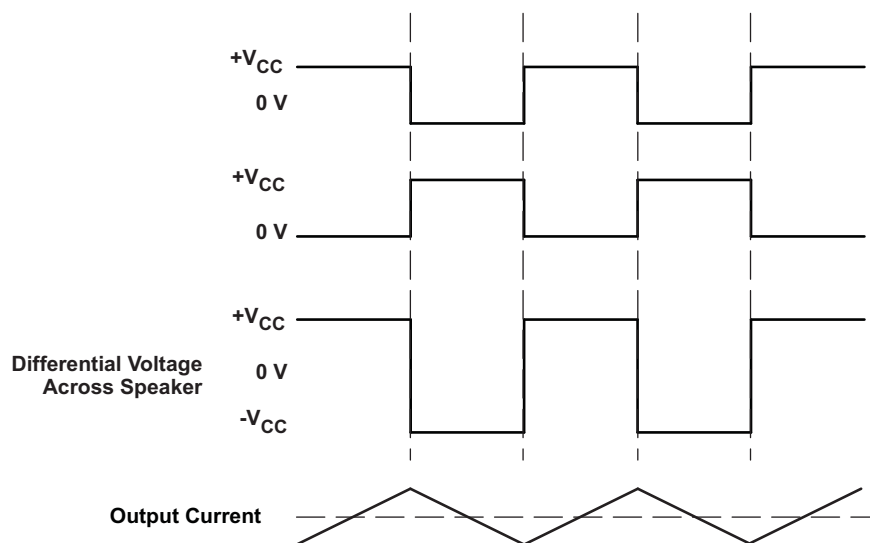 +VCC
0 V
+VCC
0 V
+VCC
Differential Voltage
Across Speaker
0 V
-VCC
Output Current